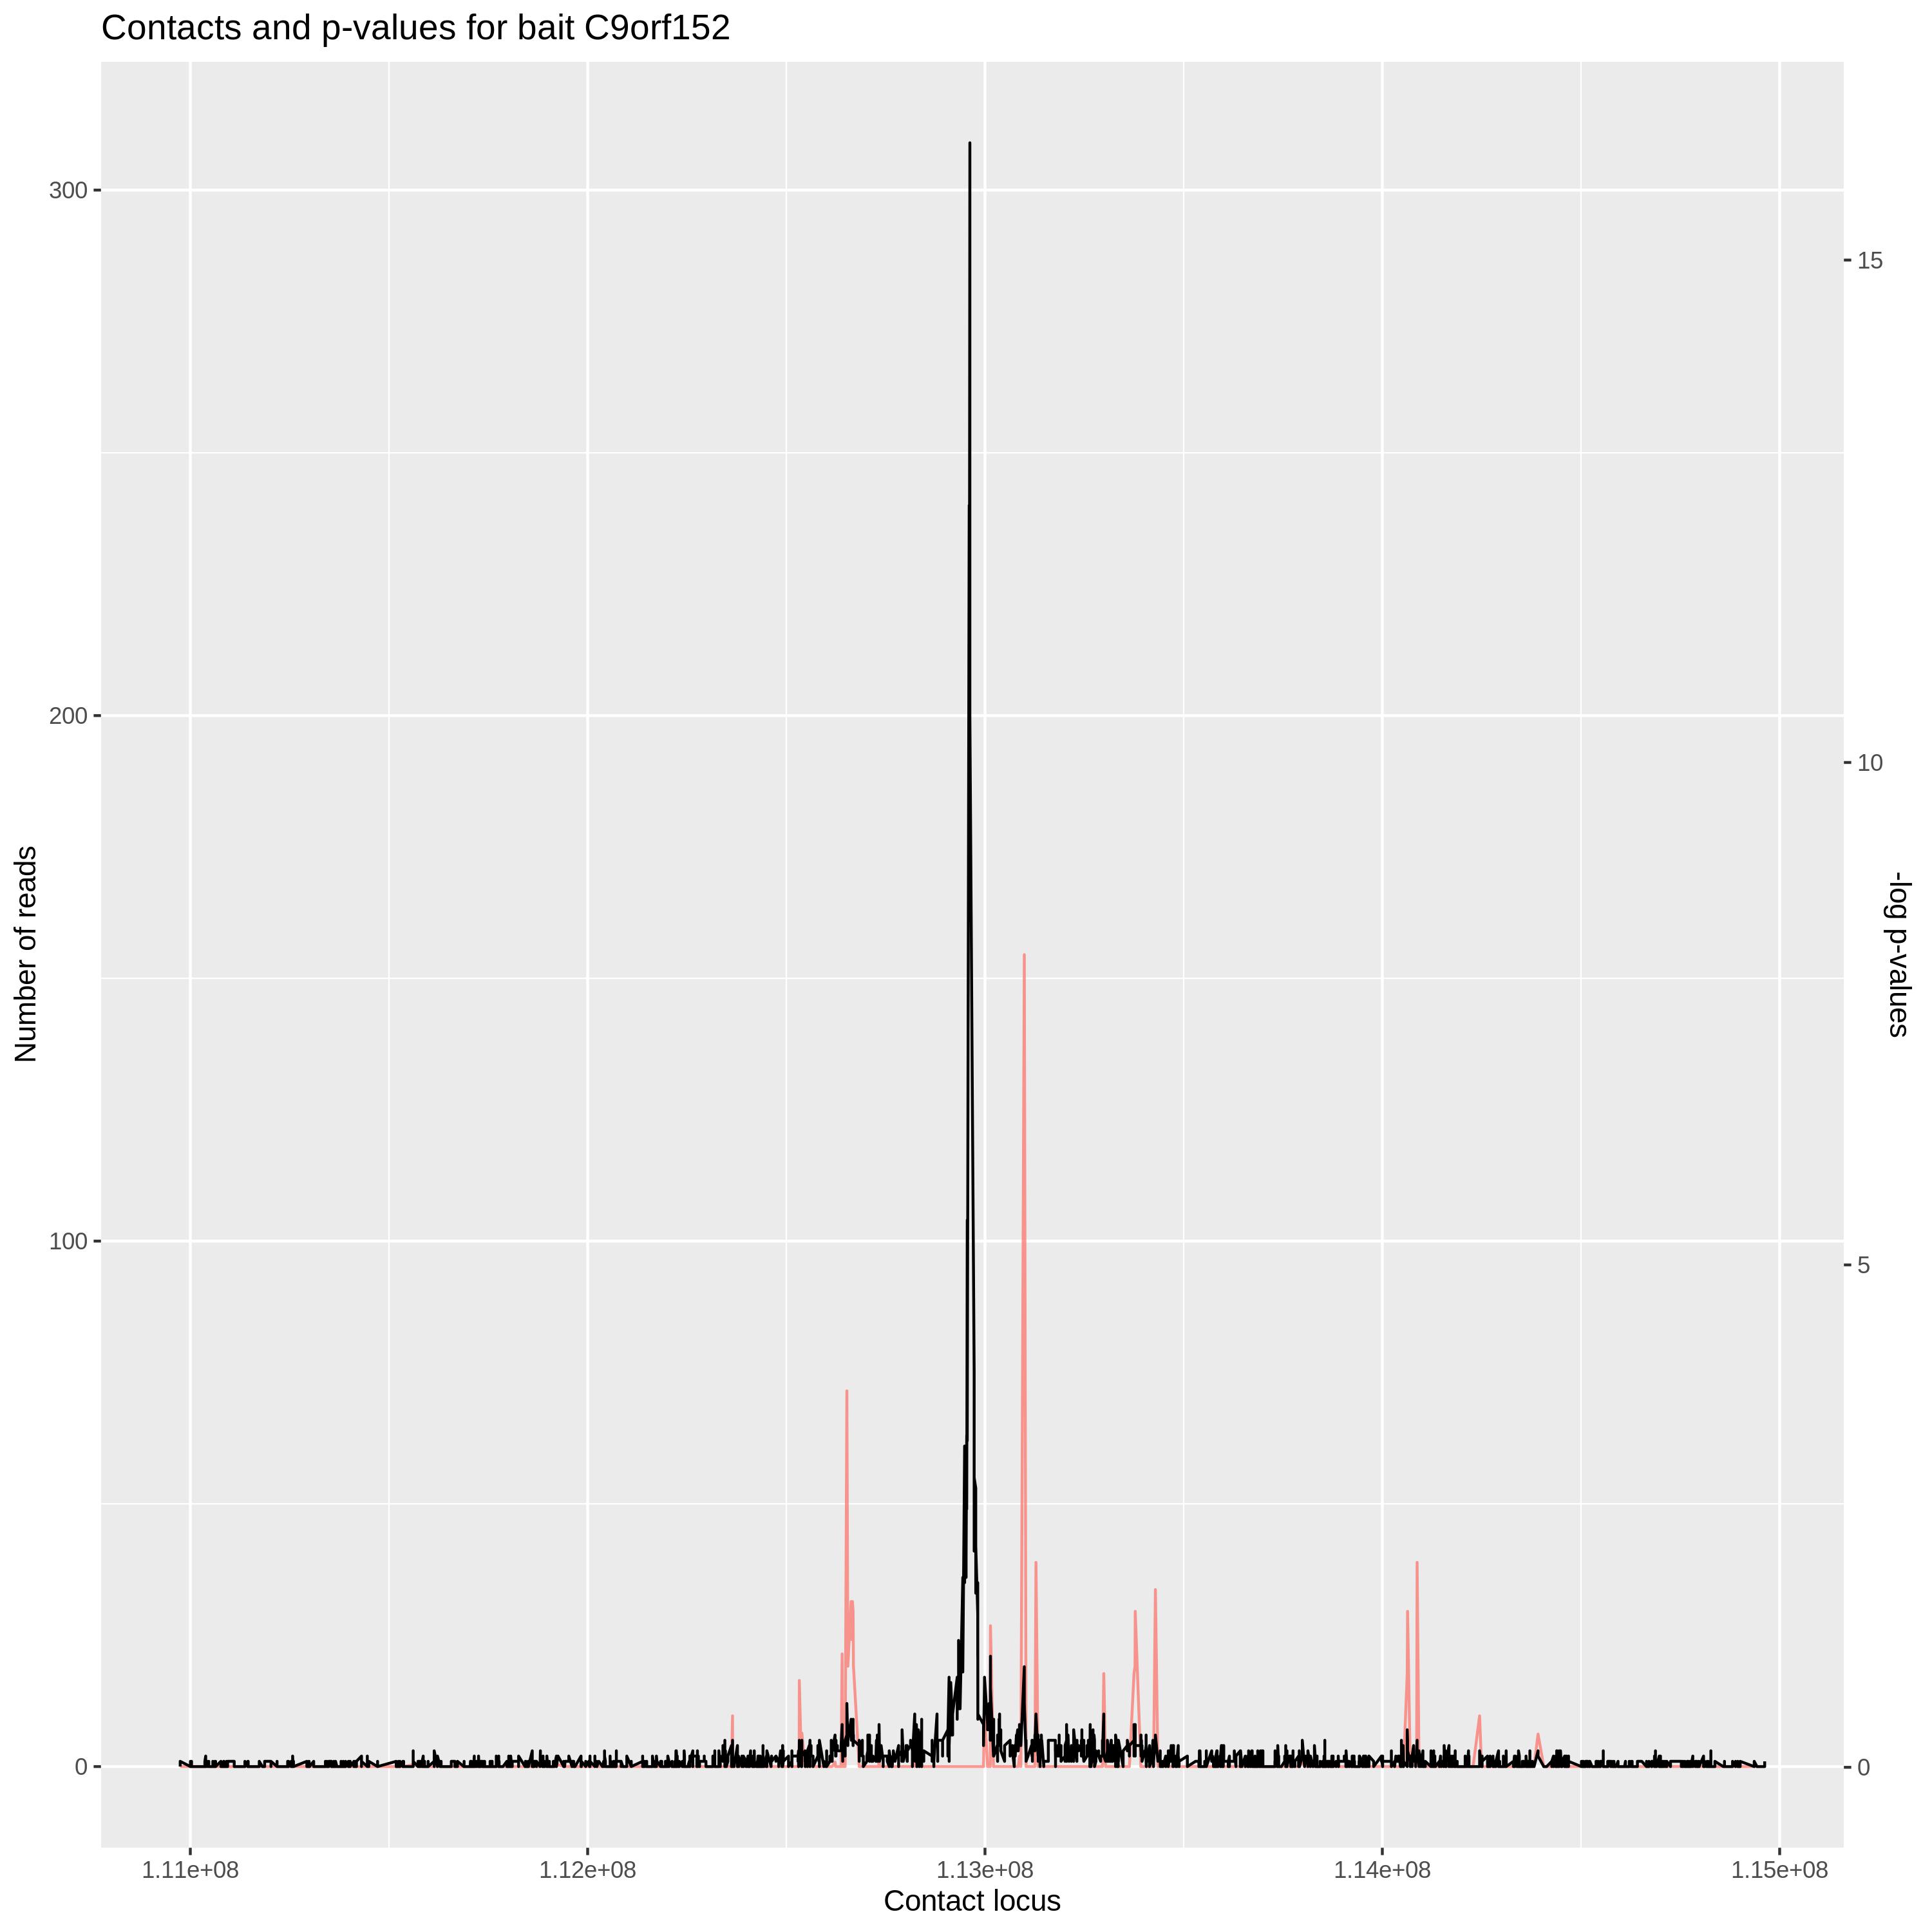 Contacts and p-values for bait C9orf152
300
200
100
0
Number of reads
15
10
5
0
-log p-values
1.11e+08
1.12e+08
1.13e+08
1.14e+08
1.15e+08
Contact locus